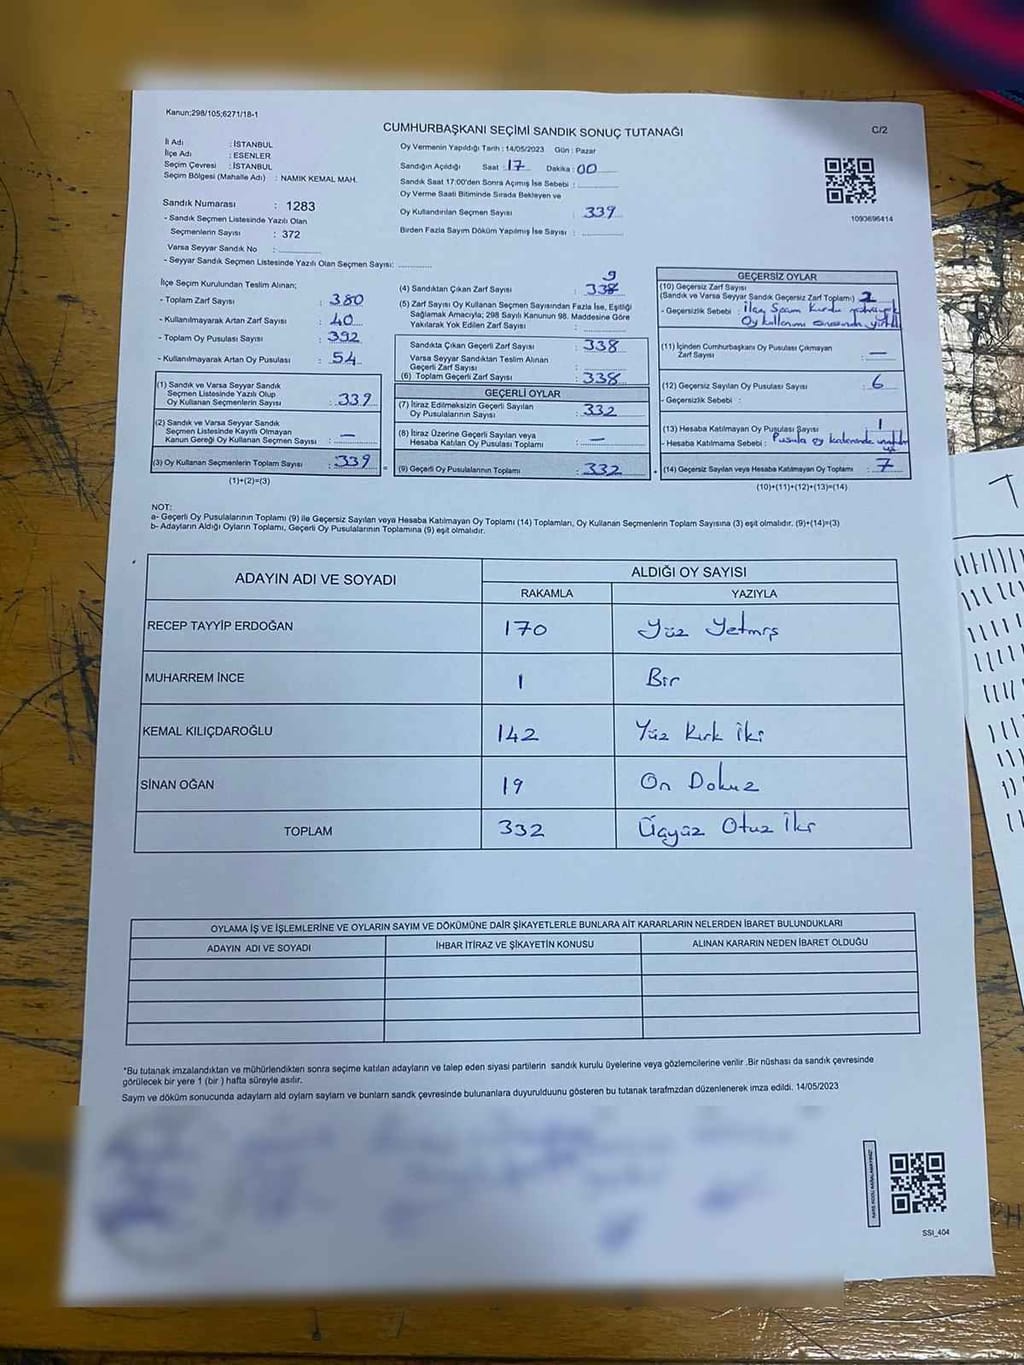 Kanun;298/105;6271/18-1
CUMHURBAŞKANI SEÇİMİ SANDIK SONUÇ TUTANAĞI
C/2
İl Adı : İSTANBUL
İlçe Adı : ESENLER
Seçim Çevresi : İSTANBUL
Seçim Bölgesi (Mahalle Adı) : NAMIK KEMAL MAH.
Sandık Numarası : 1283
- Sandık Seçmen Listesinde Yazılı Olan
Seçmenlerin Sayısı : 372
Varsa Seyyar Sandık No :
- Seyyar Sandık Seçmen Listesinde Yazılı Olan Seçmen Sayısı:
Oy Vermenin Yapıldığı Tarih : 14/05/2023 Gün : Pazar
Sandığın Açıldığı Saat : 17 Dakika : 00
Sandık Saat 17:00'den Sonra Açılmış İse Sebebi :
Oy Verme Saati Bitiminde Sırada Bekleyen ve
Oy Kullandırılan Seçmen Sayısı : 339
Birden Fazla Sayım Döküm Yapılmış İse Sayısı :
1090696414
İlçe Seçim Kurulundan Teslim Alınan;
- Toplam Zarf Sayısı : 380
- Kullanılmayarak Artan Zarf Sayısı : 40
- Toplam Oy Pusulası Sayısı : 392
- Kullanılmayarak Artan Oy Pusulası : 54
(1) Sandık ve Varsa Seyyar Sandık
Seçmen Listesinde Yazılı Olup
Oy Kullanan Seçmenlerin Sayısı : 339
(2) Sandık ve Varsa Seyyar Sandık
Seçmen Listesinde Kayıtlı Olmayan
Kanun Gereği Oy Kullanan Seçmen Sayısı : —
(3) Oy Kullanan Seçmenlerin Toplam Sayısı : 339
(1)+(2)=(3)
9
(4) Sandıktan Çıkan Zarf Sayısı : 338
(5) Zarf Sayısı Oy Kullanan Seçmen Sayısından Fazla İse, Eşitliği
Sağlamak Amacıyla; 298 Sayılı Kanunun 98. Maddesine Göre
Yakılarak Yok Edilen Zarf Sayısı :
Sandıkta Çıkan Geçerli Zarf Sayısı : 338
Varsa Seyyar Sandıktan Teslim Alınan
Geçerli Zarf Sayısı :
(6) Toplam Geçerli Zarf Sayısı : 338
GEÇERLİ OYLAR
(7) İtiraz Edilmeksizin Geçerli Sayılan
Oy Pusulalarının Sayısı : 332
(8) İtiraz Üzerine Geçerli Sayılan veya
Hesaba Katılan Oy Pusulası Toplamı : —
= (9) Geçerli Oy Pusulalarının Toplamı : 332
GEÇERSİZ OYLAR
(10) Geçersiz Zarf Sayısı
(Sandık ve Varsa Seyyar Sandık Geçersiz Zarf Toplamı) :
- Geçersizlik Sebebi : İlçe Seçim Kurulu
Oy kullanımı
(11) İçinden Cumhurbaşkanı Oy Pusulası Çıkmayan
Zarf Sayısı : —
(12) Geçersiz Sayılan Oy Pusulası Sayısı : 6
- Geçersizlik Sebebi :
(13) Hesaba Katılmayan Oy Pusulası Sayısı : 1
- Hesaba Katılmama Sebebi : Pusula oy
(14) Geçersiz Sayılan veya Hesaba Katılmayan Oy Toplamı : 7
(10)+(11)+(12)+(13)=(14)
NOT:
a- Geçerli Oy Pusulalarının Toplamı (9) ile Geçersiz Sayılan veya Hesaba Katılmayan Oy Toplamı (14) Toplamları, Oy Kullanan Seçmenlerin Toplam Sayısına (3) eşit olmalıdır. (9)+(14)=(3)
b- Adayların Aldığı Oyların Toplamı, Geçerli Oy Pusulalarının Toplamına (9) eşit olmalıdır.
ADAYIN ADI VE SOYADI
ALDIĞI OY SAYISI
RAKAMLA YAZIYLA
RECEP TAYYİP ERDOĞAN 170 Yüz Yetmiş
MUHARREM İNCE 1 Bir
KEMAL KILIÇDAROĞLU 142 Yüz Kırk İki
SİNAN OĞAN 19 On Dokuz
TOPLAM 332 Üçyüz Otuz İki
OYLAMA İŞ VE İŞLEMLERİNE VE OYLARIN SAYIM VE DÖKÜMÜNE DAİR ŞİKAYETLERLE BUNLARA AİT KARARLARIN NELERDEN İBARET BULUNDUKLARI
ADAYIN ADI VE SOYADI İHBAR İTİRAZ VE ŞİKAYETİN KONUSU ALINAN KARARIN NEDEN İBARET OLDUĞU
*Bu tutanak imzalandıktan ve mühürlendikten sonra seçime katılan adayların ve talep eden siyasi partilerin sandık kurulu üyelerine veya gözlemcilerine verilir .Bir nüshası da sandık çevresinde
görülecek bir yere 1 (bir ) hafta süreyle asılır.
Sayım ve döküm sonucunda adayların ald oyların sayıları ve bunların sandk çevresinde bulunanlara duyurulduunu gösteren bu tutanak tarafmzdan düzenlenerek imza edildi. 14/05/2023
SSI_404